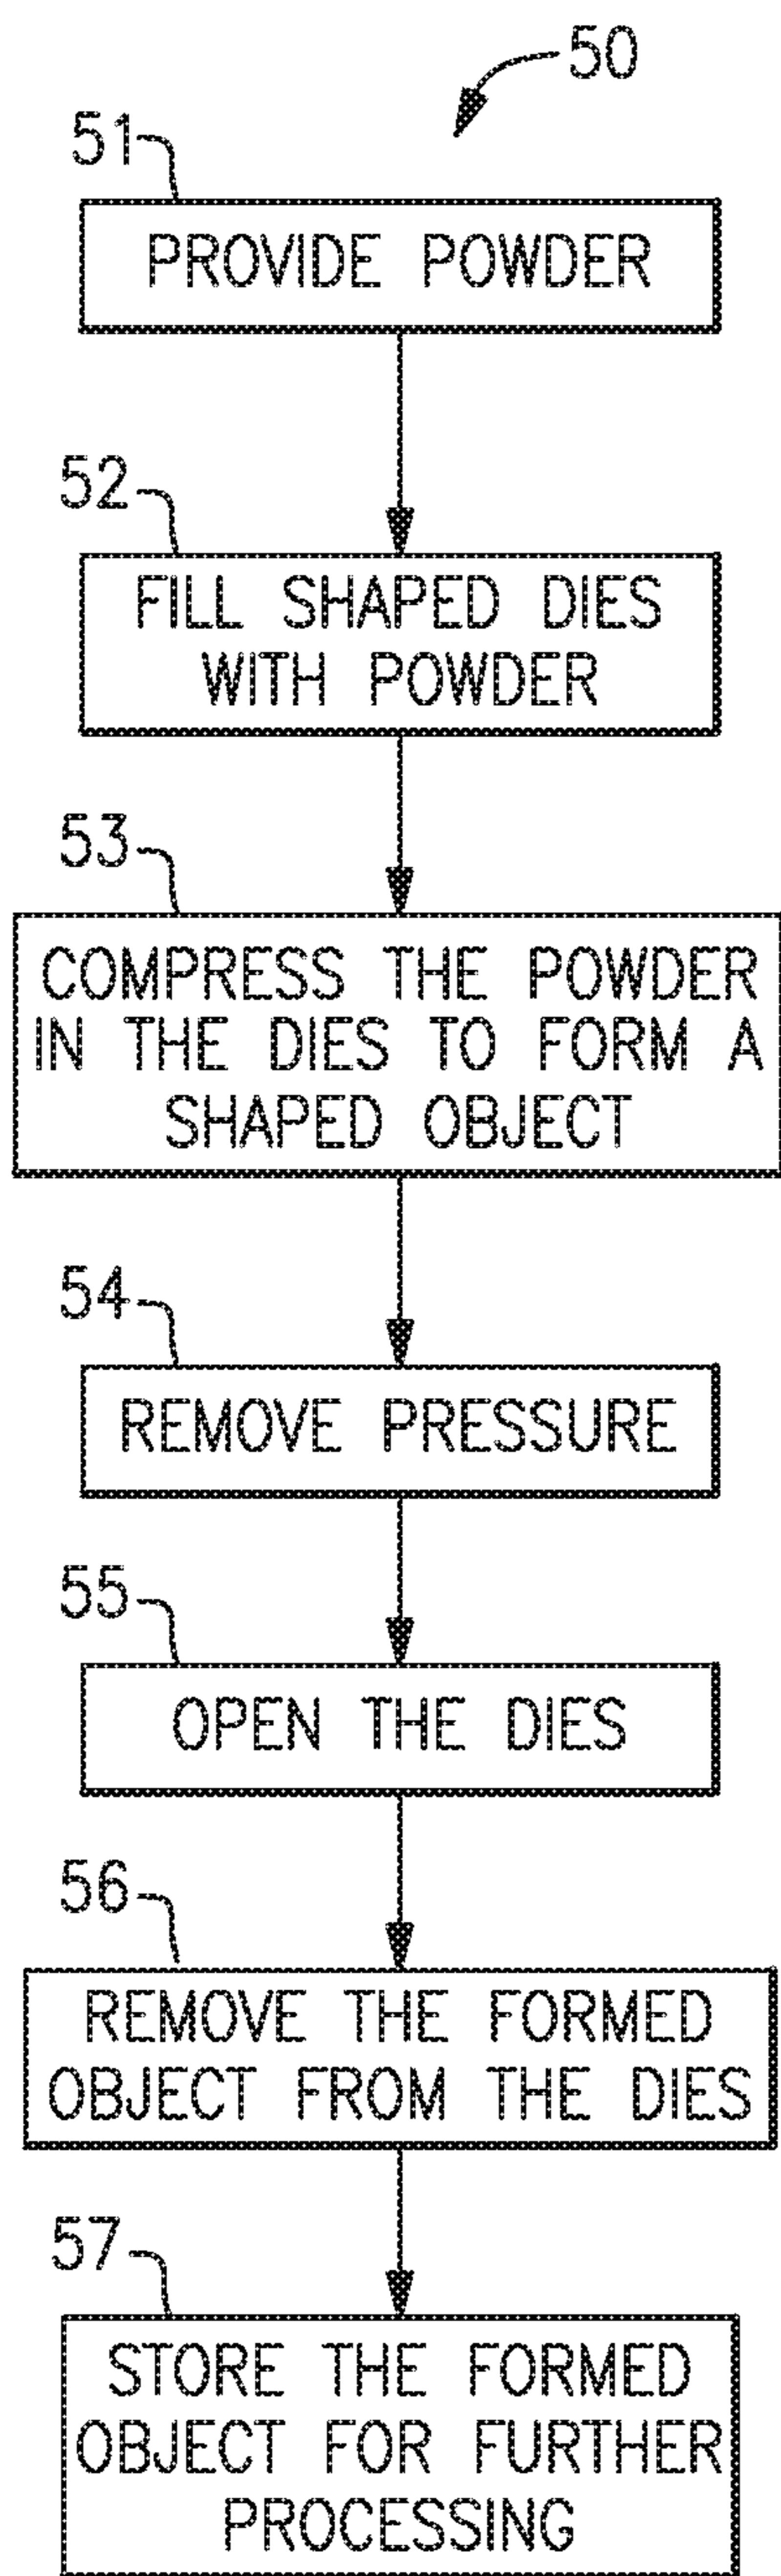 50
51
PROVIDE POWDER
52
FILL SHAPED DIES
WITH POWDER
53
COMPRESS THE POWDER
IN THE DIES TO FORM A
SHAPED OBJECT
54
REMOVE PRESSURE
55
OPEN THE DIES
56
REMOVE THE FORMED
OBJECT FROM THE DIES
57
STORE THE FORMED
OBJECT FOR FURTHER
PROCESSING